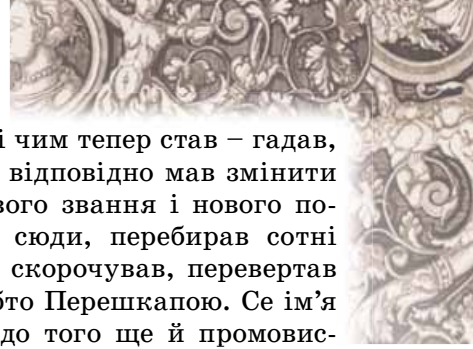 і чим тепер став – гадав,
відповідно мав змінити
вого звання і нового по-
сюди, перебирав сотні
скорочував, перевертав
бто Перешкапою. Се ім’я
до того ще й промовис-